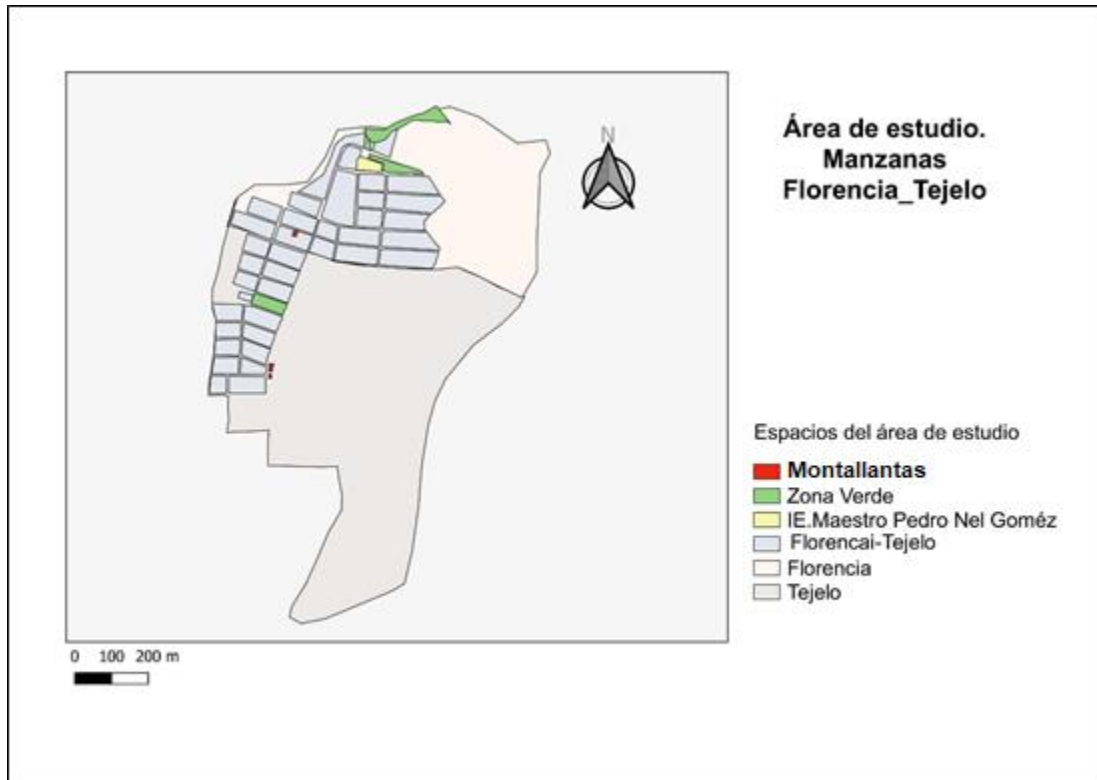 Área de estudio.
Manzanas
Florencia_Tejelo
N
Espacios del área de estudio
Montallantas
Zona Verde
IE.Maestro Pedro Nel Goméz
Florencai-Tejelo
Florencia
Tejelo
0 100 200 m